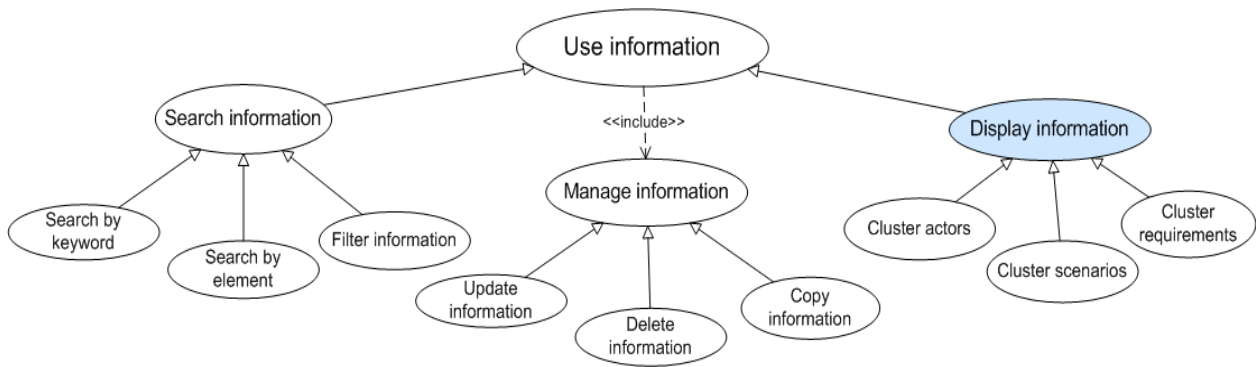 Use information
Search information
<<include>>
Display information
Manage information
Search by
keyword
Search by
element
Filter information
Update
information
Delete
information
Copy
information
Cluster actors
Cluster scenarios
Cluster
requirements